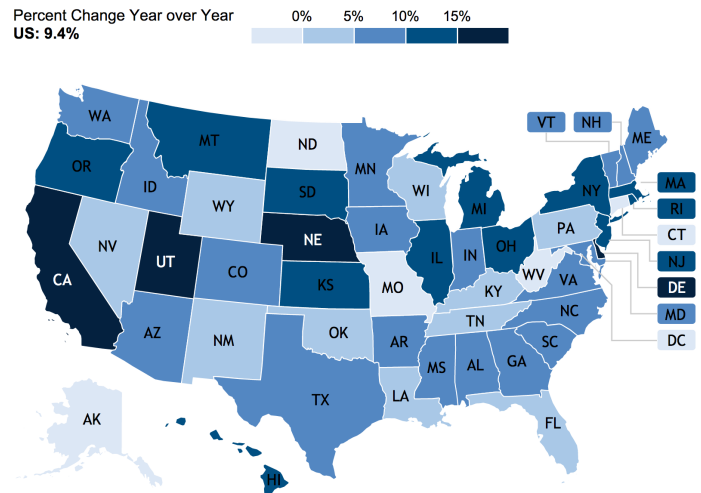 Percent Change Year over Year
US: 9.4%
0% 5% 10% 15%
WA
VT NH
ME
MT
ND
MN
OR
ID
SD
WI
NY
MA
WY
MI
RI
NV
NE
IA
PA
CT
CA
UT
CO
IL
IN
OH
NJ
KS
MO
WV
VA
DE
KY
MD
AZ
NM
OK
AR
TN
NC
DC
SC
TX
MS
AL
GA
LA
AK
FL
HI